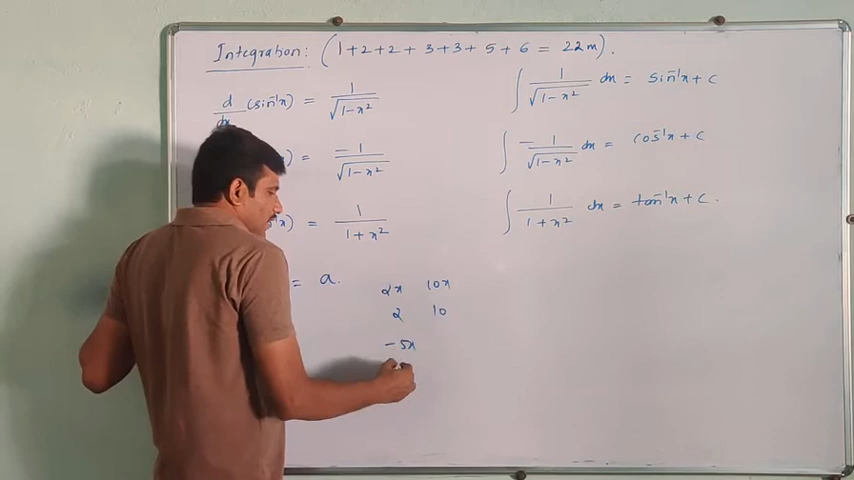 Integration: (1+2+2+3+3+5+6 = 22m).
d/dx (sin⁻¹x) = 1/√(1-x²)
∫ 1/√(1-x²) dx = sin⁻¹x + c
x) = -1/√(1-x²)
∫ -1/√(1-x²) dx = cos⁻¹x + c
x) = 1/(1+x²)
∫ 1/(1+x²) dx = tan⁻¹x + c.
= a.
2x 10x
2 10
-5x